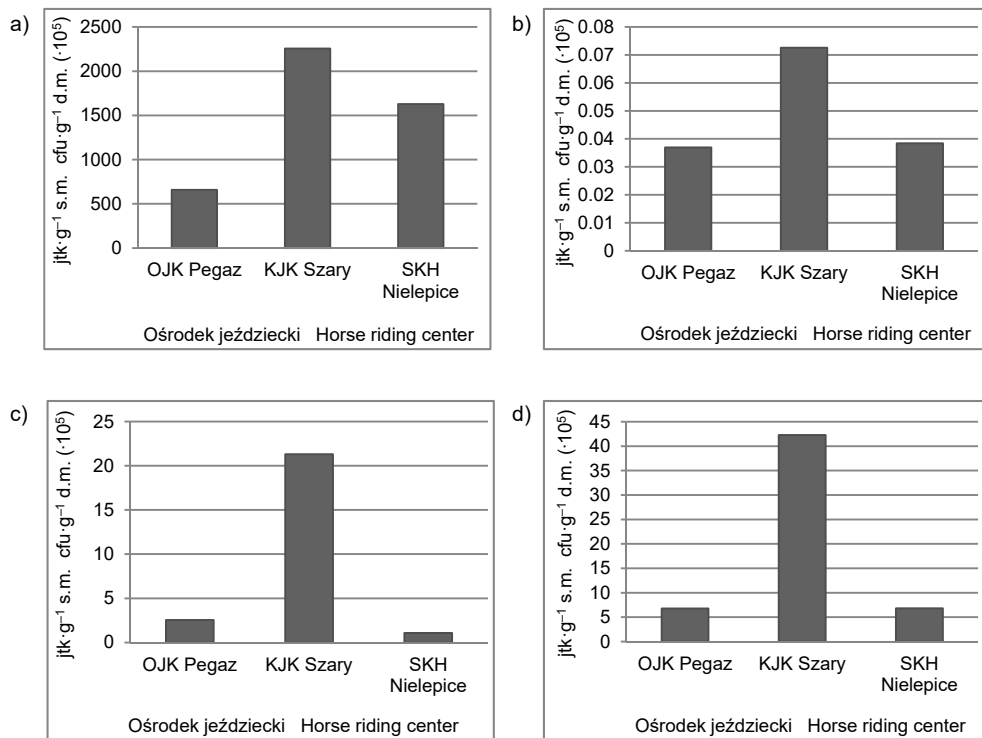 a)
jtk·g⁻¹ s.m. cfu·g⁻¹ d.m. (·10⁵)
2500
2000
1500
1000
500
0
OJK Pegaz KJK Szary SKH
Nielepice
Ośrodek jeździecki Horse riding center
b)
jtk·g⁻¹ s.m. cfu·g⁻¹ d.m. (·10⁵)
0.08
0.07
0.06
0.05
0.04
0.03
0.02
0.01
0
OJK Pegaz KJK Szary SKH
Nielepice
Ośrodek jeździecki Horse riding center
c)
jtk·g⁻¹ s.m. cfu·g⁻¹ d.m. (·10⁵)
25
20
15
10
5
0
OJK Pegaz KJK Szary SKH
Nielepice
Ośrodek jeździecki Horse riding center
d)
jtk·g⁻¹ s.m. cfu·g⁻¹ d.m. (·10⁵)
45
40
35
30
25
20
15
10
5
0
OJK Pegaz KJK Szary SKH
Nielepice
Ośrodek jeździecki Horse riding center